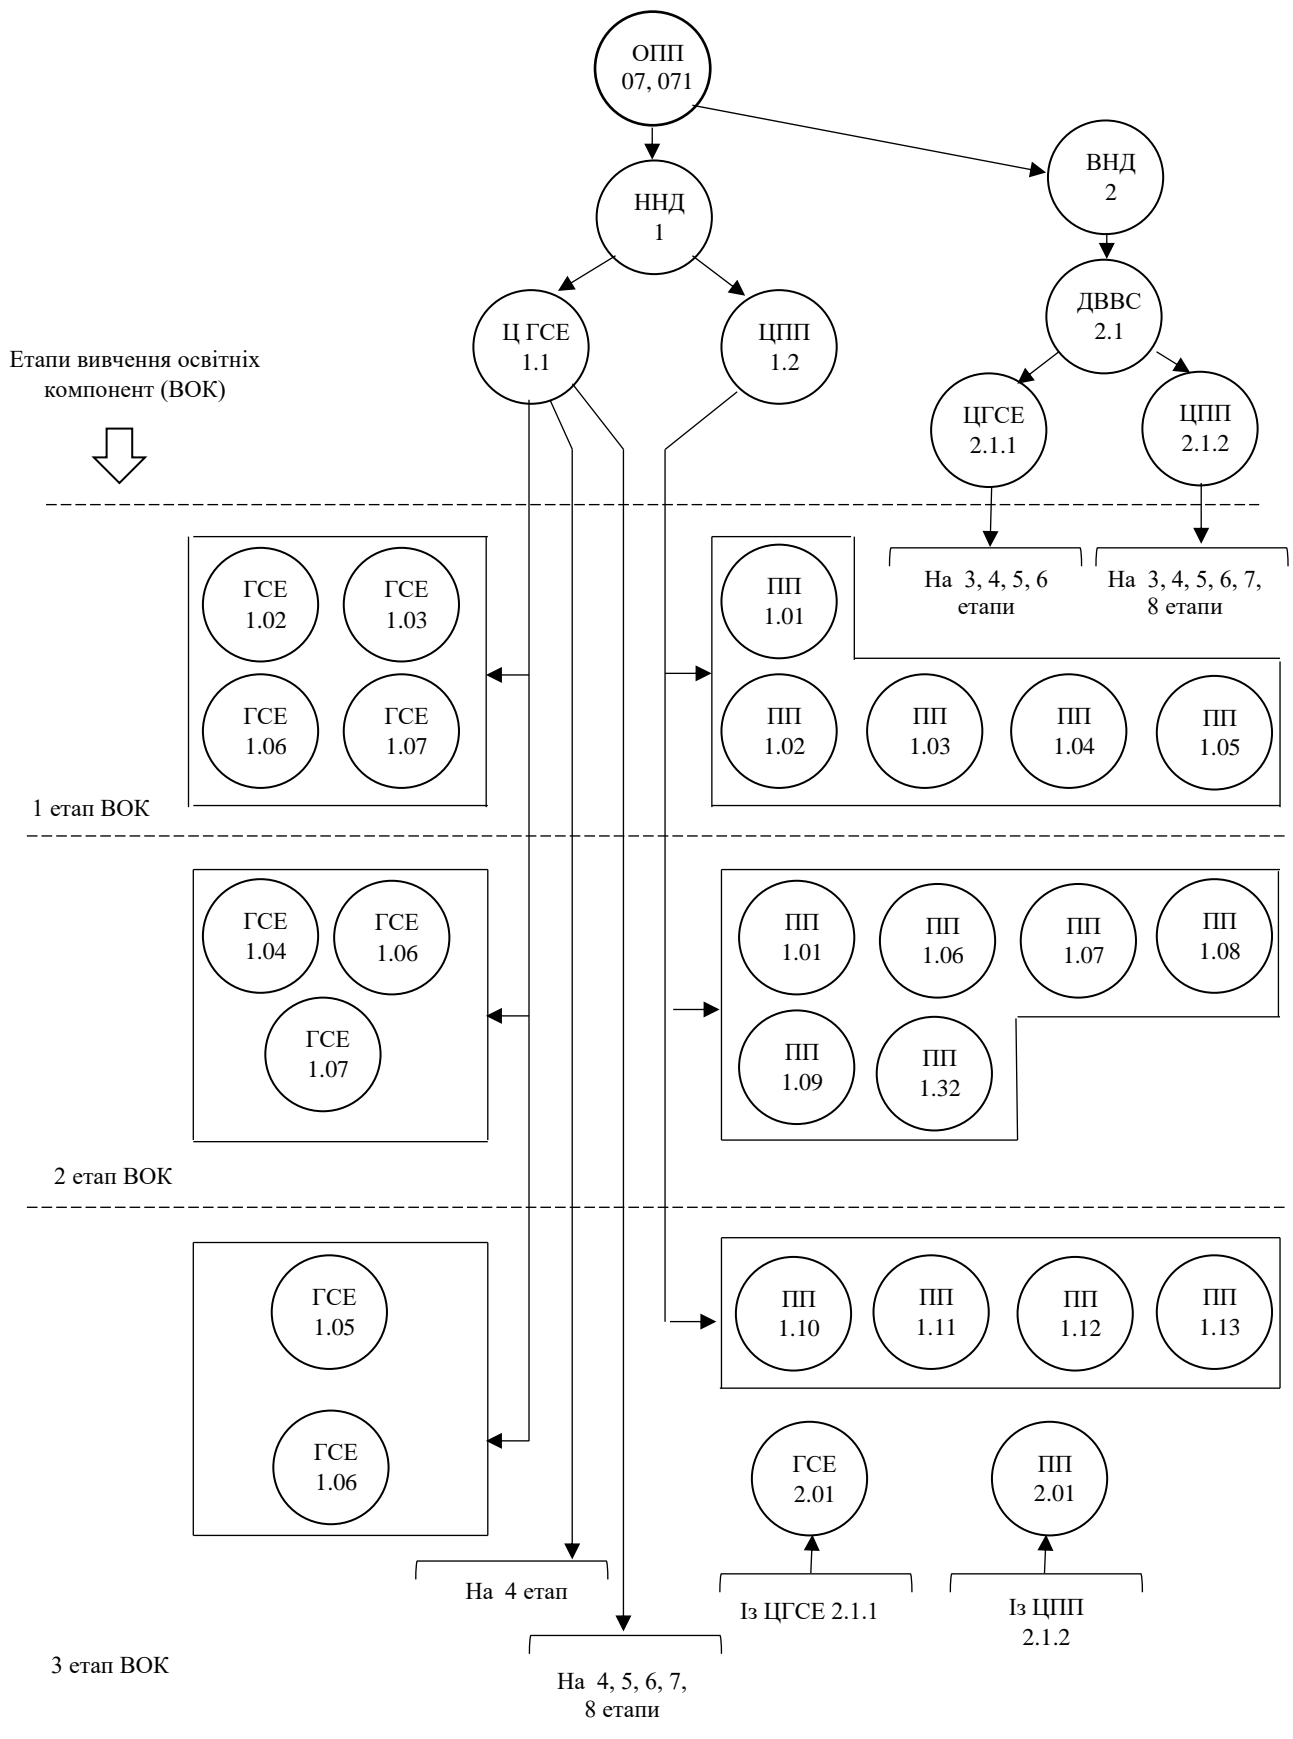 ОПП
07, 071
ВНД
2
ННД
1
ДВВС
2.1
Ц ГСЕ
1.1
ЦПП
1.2
Етапи вивчення освітніх
компонент (ВОК)
ЦГСЕ
2.1.1
ЦПП
2.1.2
На 3, 4, 5, 6
етапи
На 3, 4, 5, 6, 7,
8 етапи
ГСЕ
1.02
ГСЕ
1.03
ПП
1.01
ГСЕ
1.06
ГСЕ
1.07
ПП
1.02
ПП
1.03
ПП
1.04
ПП
1.05
1 етап ВОК
ГСЕ
1.04
ГСЕ
1.06
ГСЕ
1.07
ПП
1.01
ПП
1.06
ПП
1.07
ПП
1.08
ПП
1.09
ПП
1.32
2 етап ВОК
ГСЕ
1.05
ГСЕ
1.06
ПП
1.10
ПП
1.11
ПП
1.12
ПП
1.13
ГСЕ
2.01
ПП
2.01
На 4 етап
Із ЦГСЕ 2.1.1
Із ЦПП
2.1.2
3 етап ВОК
На 4, 5, 6, 7,
8 етапи